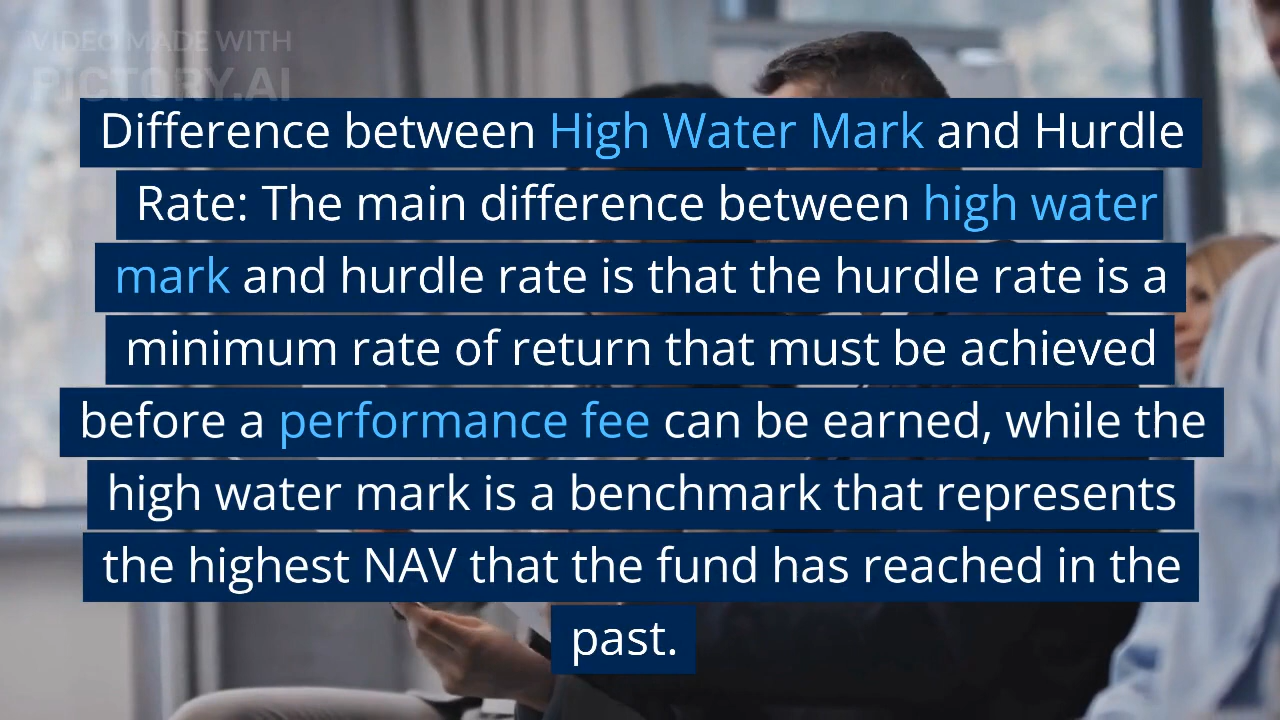 VIDEO MADE WITH
PICTORY.AI
Difference between High Water Mark and Hurdle
Rate: The main difference between high water
mark and hurdle rate is that the hurdle rate is a
minimum rate of return that must be achieved
before a performance fee can be earned, while the
high water mark is a benchmark that represents
the highest NAV that the fund has reached in the
past.